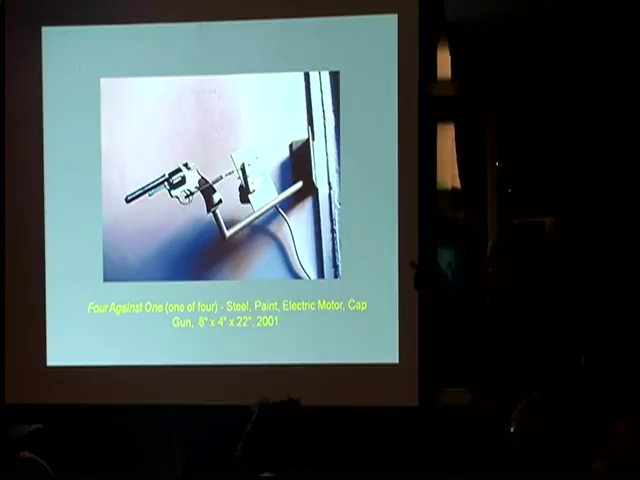 Four Against One (one of four) - Steel, Paint, Electric Motor, Cap
Gun, 8" x 4" x 22", 2001